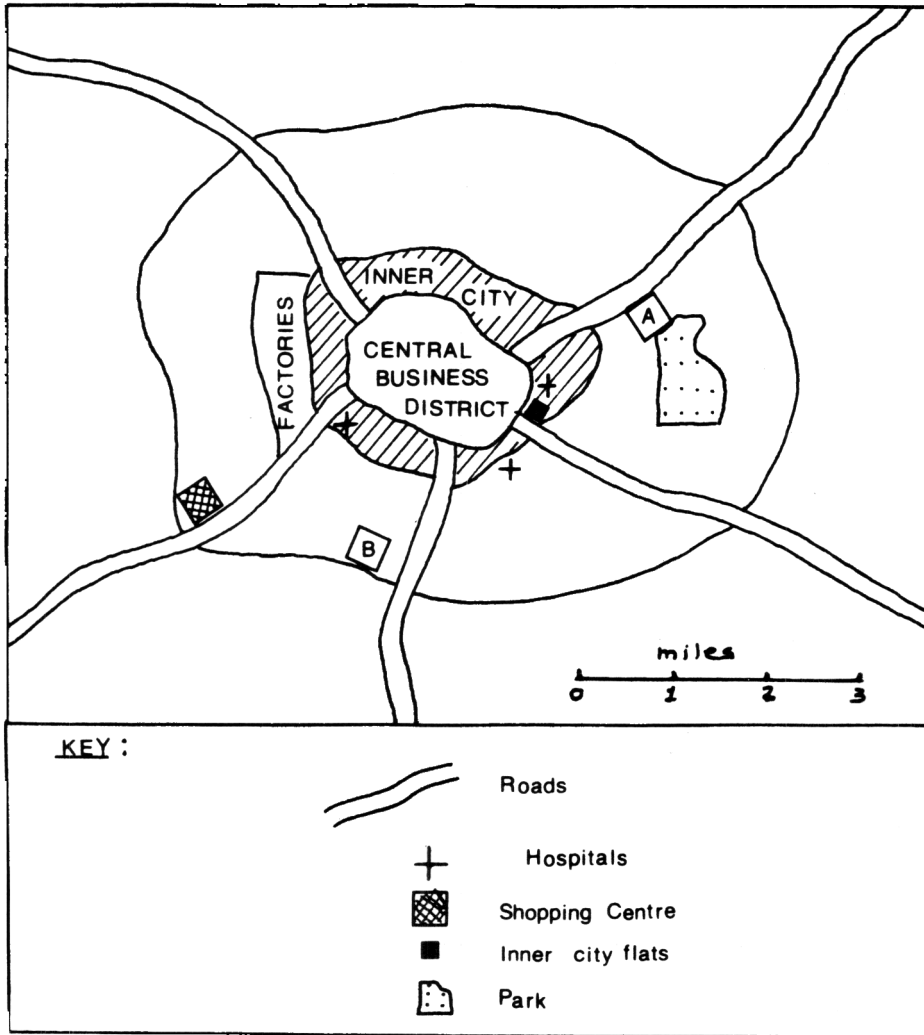 INNER
CITY
A
CENTRAL
BUSINESS
DISTRICT
FACTORIES
B
miles
0 1 2 3
KEY :
Roads
Hospitals
Shopping Centre
Inner city flats
Park